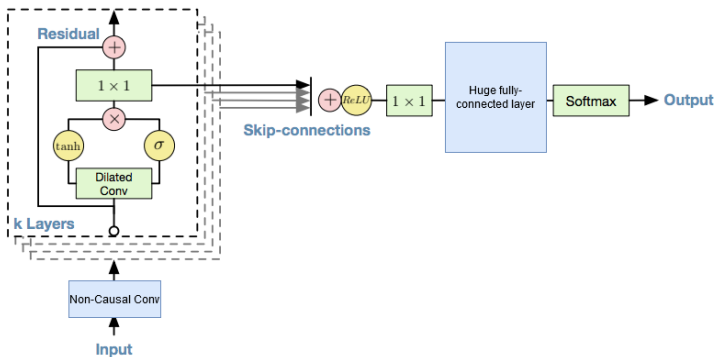 Residual
+
1 × 1
×
tanh
σ
Dilated
Conv
k Layers
Non-Causal Conv
Input
Skip-connections
+
ReLU
1 × 1
Huge fully-
connected layer
Softmax
Output